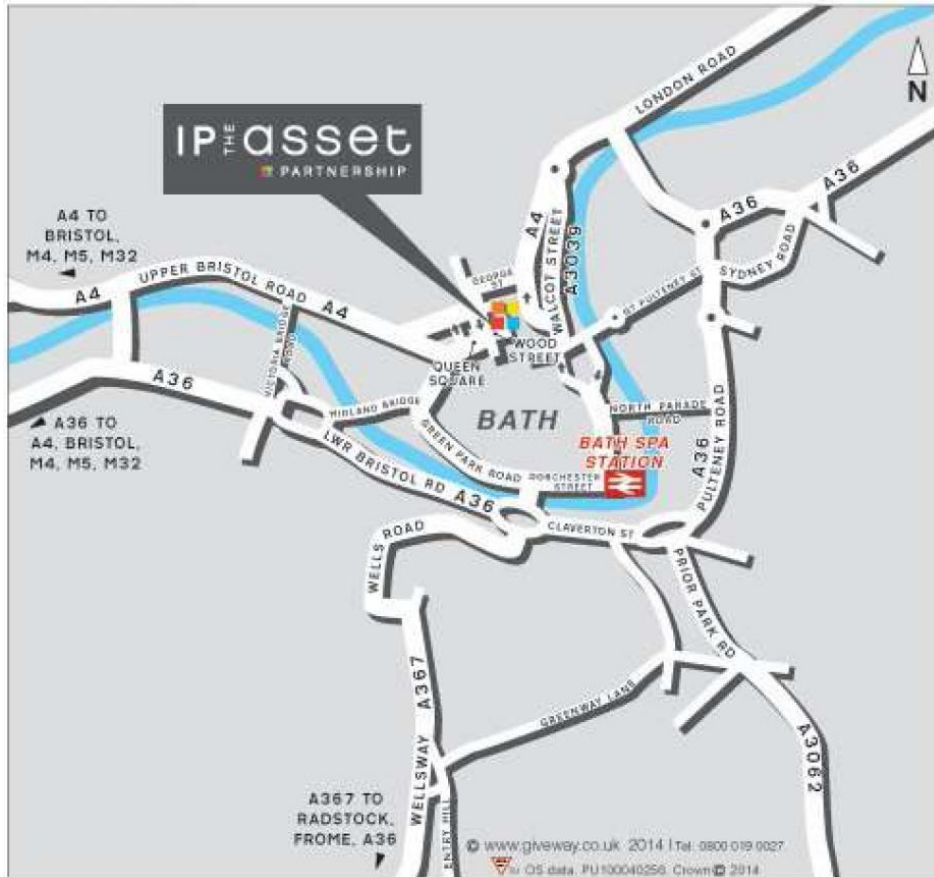 LONDON ROAD
N
IP THE asset
PARTNERSHIP
A4 TO
BRISTOL,
M4, M5, M32
A4
UPPER BRISTOL ROAD
A4
A4
WALCOT STREET
A3039
A36
A36
SYDNEY ROAD
GEORGE
ST
GT PULTENEY ST
WOOD
STREET
QUEEN
SQUARE
VICTORIA BRIDGE
ROAD
A36
A36 TO
A4, BRISTOL,
M4, M5, M32
MIDLAND BRIDGE
BATH
NORTH PARADE
ROAD
BATH SPA
STATION
GREEN PARK ROAD
DORCHESTER
STREET
LWR BRISTOL RD A36
A36
PULTENEY ROAD
CLAVERTON ST
WELLS ROAD
PRIOR PARK RD
GREENWAY LANE
WELLSWAY A367
A3062
ENTRY HILL
A367 TO
RADSTOCK,
FROME, A36
© www.giveway.co.uk 2014 | Tel: 0800 019 0027
OS data. PU100040256. Crown © 2014